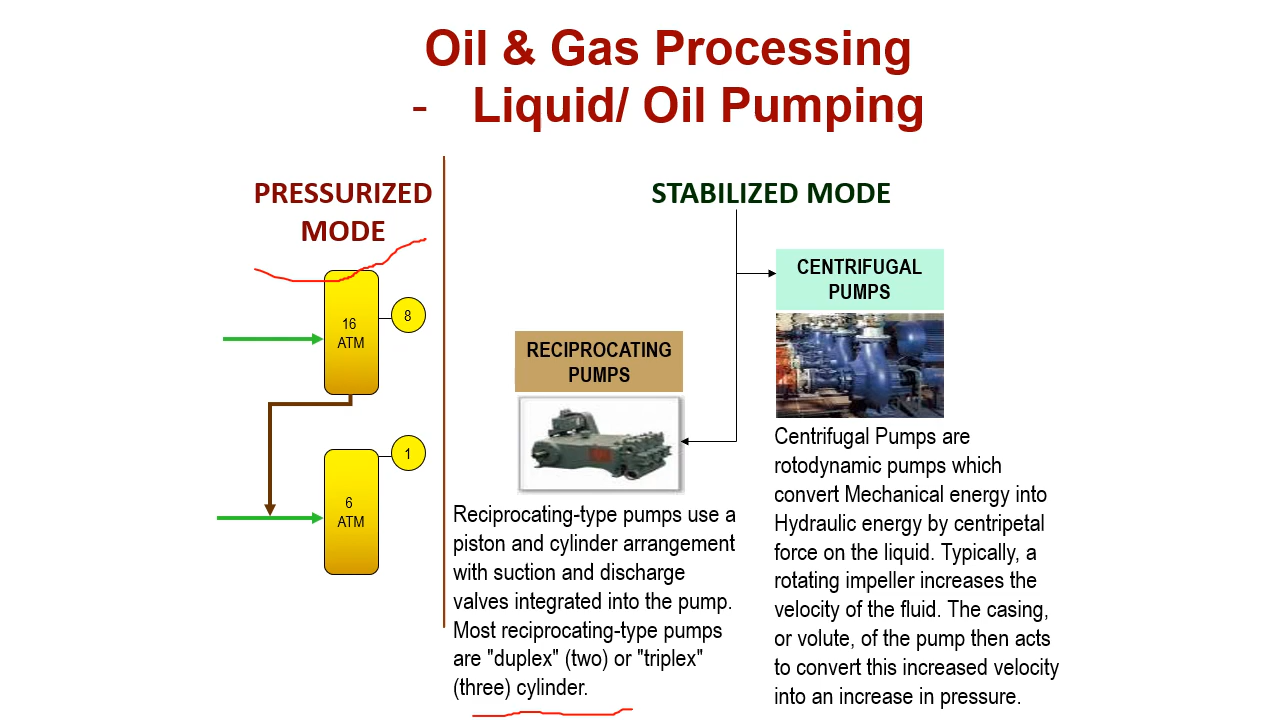 Oil & Gas Processing
- Liquid/ Oil Pumping
PRESSURIZED
MODE
16
ATM
8
6
ATM
1
STABILIZED MODE
RECIPROCATING
PUMPS
Reciprocating-type pumps use a
piston and cylinder arrangement
with suction and discharge
valves integrated into the pump.
Most reciprocating-type pumps
are "duplex" (two) or "triplex"
(three) cylinder.
CENTRIFUGAL
PUMPS
Centrifugal Pumps are
rotodynamic pumps which
convert Mechanical energy into
Hydraulic energy by centripetal
force on the liquid. Typically, a
rotating impeller increases the
velocity of the fluid. The casing,
or volute, of the pump then acts
to convert this increased velocity
into an increase in pressure.